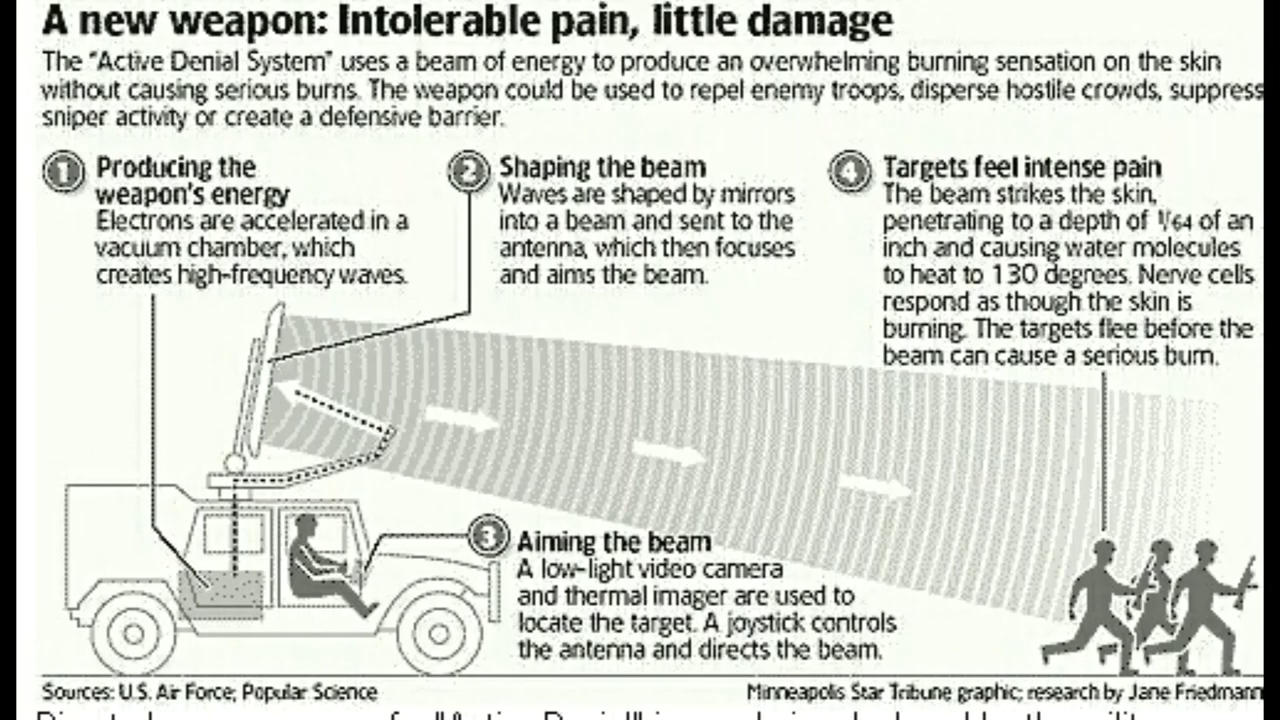 A new weapon: Intolerable pain, little damage
The "Active Denial System" uses a beam of energy to produce an overwhelming burning sensation on the skin
without causing serious burns. The weapon could be used to repel enemy troops, disperse hostile crowds, suppress
sniper activity or create a defensive barrier.
1
Producing the
weapon's energy
Electrons are accelerated in a
vacuum chamber, which
creates high-frequency waves.
2
Shaping the beam
Waves are shaped by mirrors
into a beam and sent to the
antenna, which then focuses
and aims the beam.
4
Targets feel intense pain
The beam strikes the skin,
penetrating to a depth of 1/64 of an
inch and causing water molecules
to heat to 130 degrees. Nerve cells
respond as though the skin is
burning. The targets flee before the
beam can cause a serious burn.
3
Aiming the beam
A low-light video camera
and thermal imager are used to
locate the target. A joystick controls
the antenna and directs the beam.
Sources: U.S. Air Force; Popular Science
Minneapolis Star Tribune graphic; research by Jane Friedmann